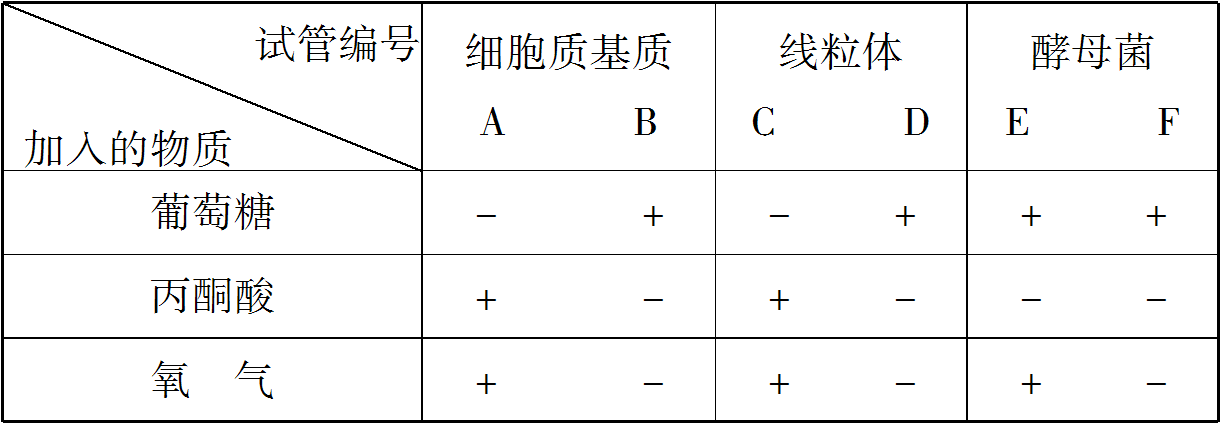 试管编号 细胞质基质 线粒体 酵母菌
加入的物质 A B C D E F
葡萄糖 - + - + + +
丙酮酸 + - + - - -
氧 气 + - + - + -